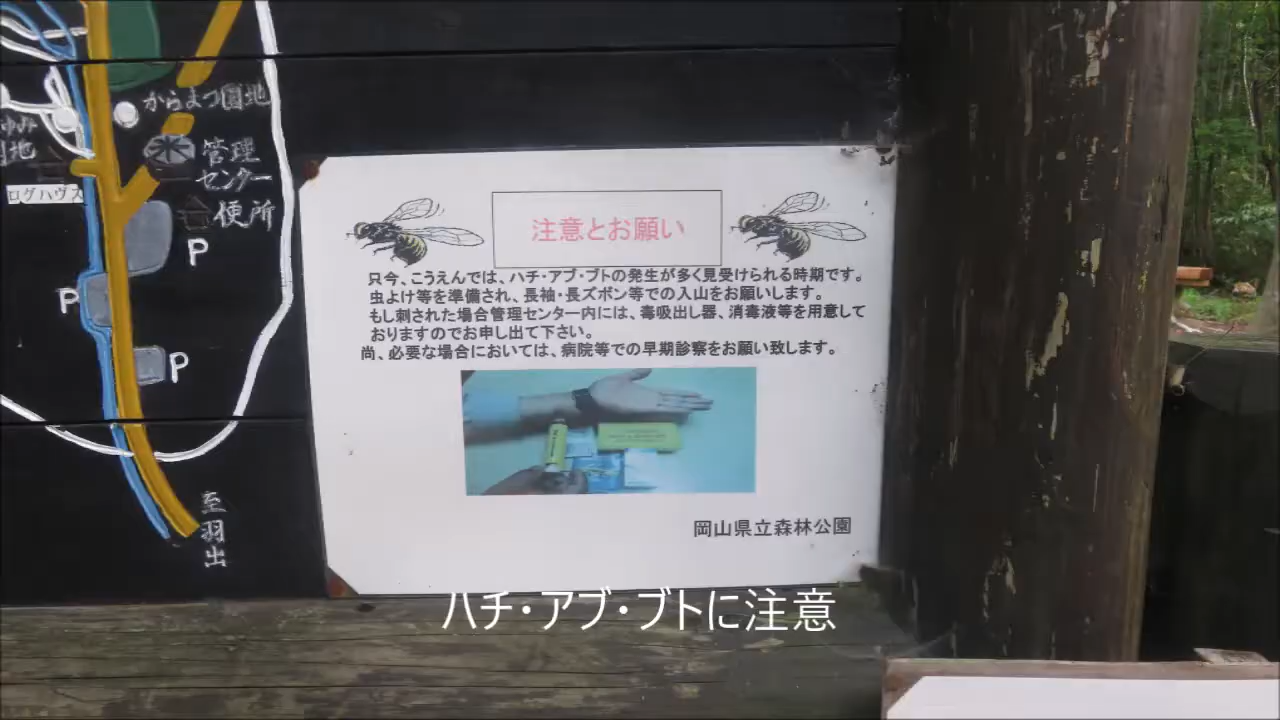 からまつ園地
管理
センター
ログハウス
便所
P
P
P
至
羽
出
注意とお願い
只今、こうえんでは、ハチ・アブ・ブトの発生が多く見受けられる時期です。
虫よけ等を準備され、長袖・長ズボン等での入山をお願いします。
もし刺された場合管理センター内には、毒吸出し器、消毒液等を用意して
おりますのでお申し出て下さい。
尚、必要な場合においては、病院等での早期診察をお願い致します。
岡山県立森林公園
ハチ・アブ・ブトに注意